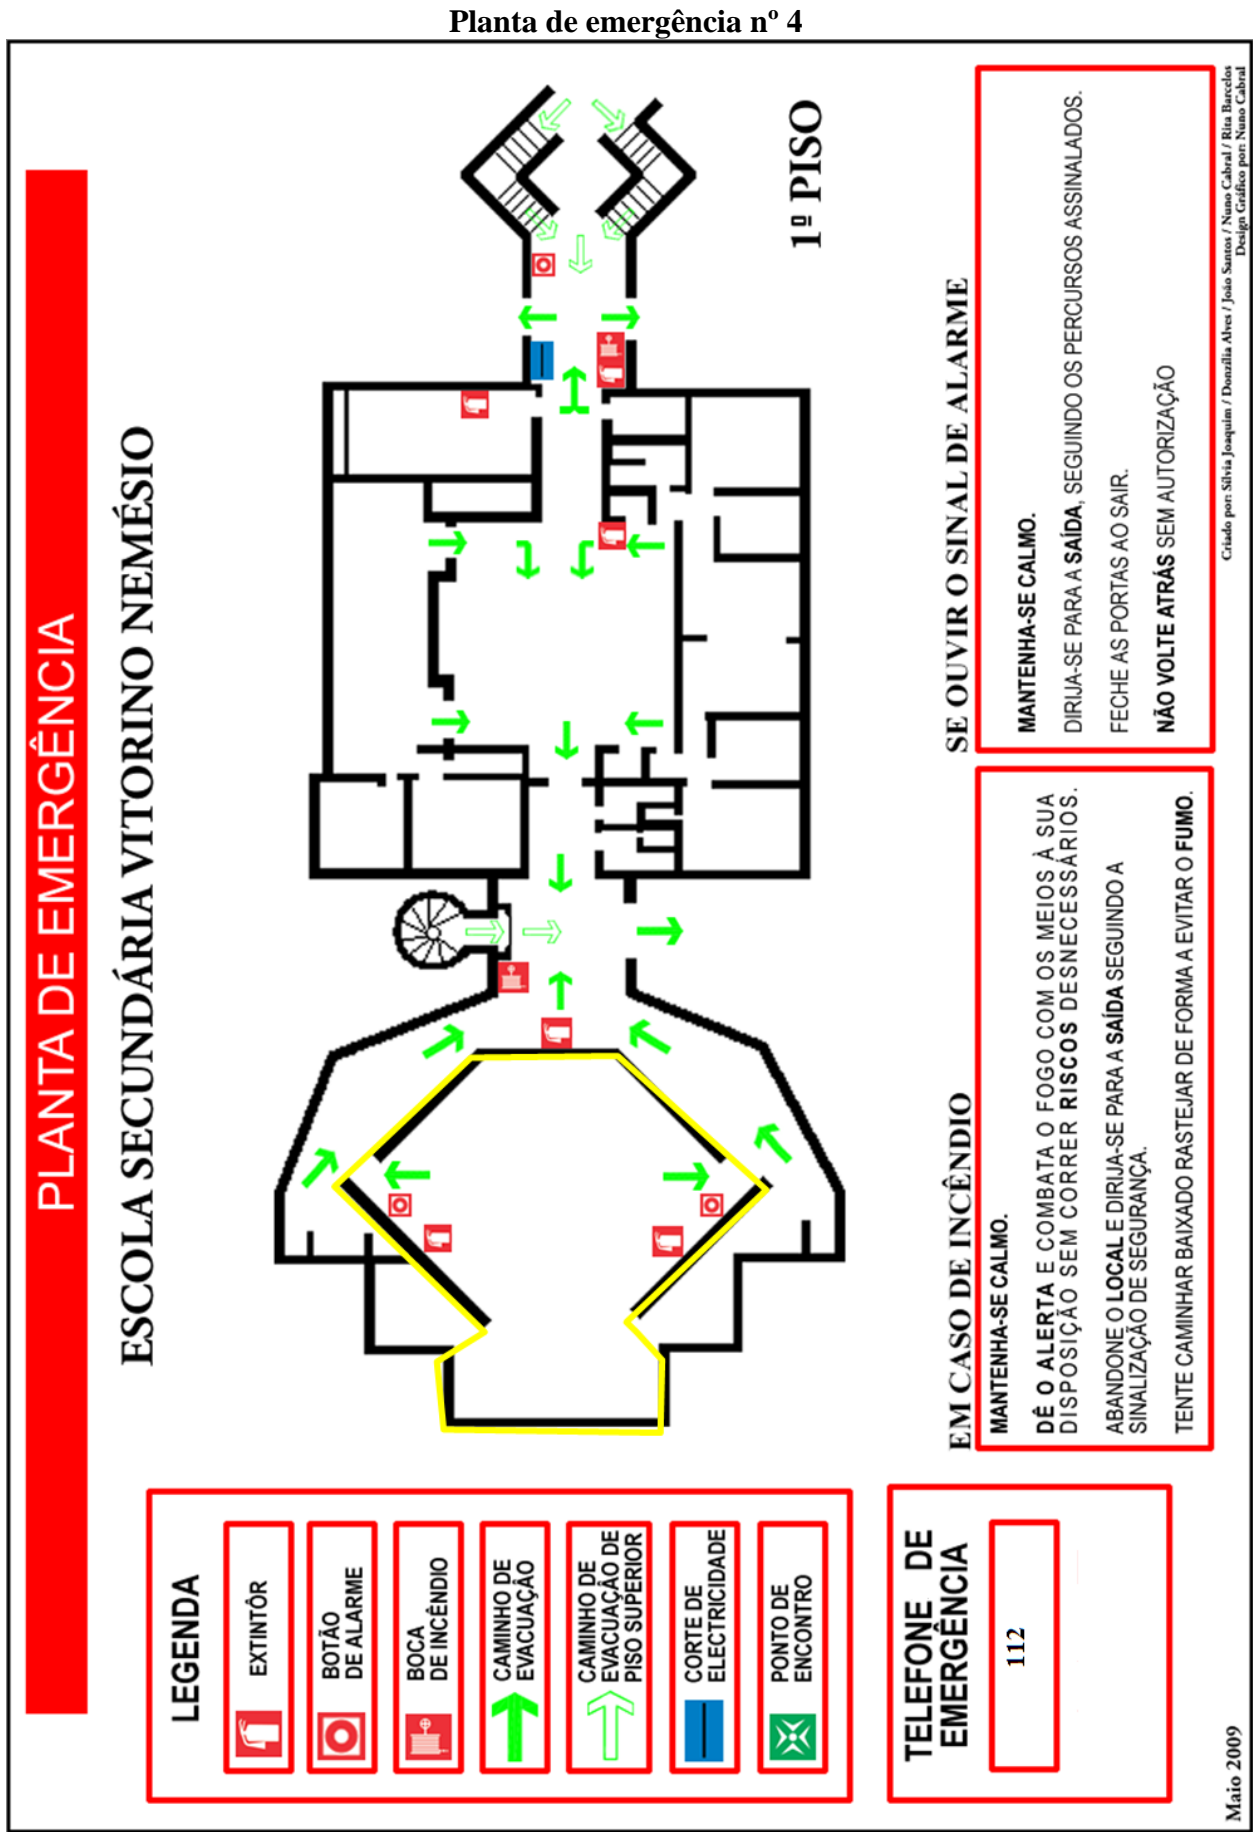 Planta de emergência nº 4
PLANTA DE EMERGÊNCIA
ESCOLA SECUNDÁRIA VITORINO NEMÉSIO
1º PISO
LEGENDA
EXTINTÔR
BOTÃO
DE ALARME
BOCA
DE INCÊNDIO
CAMINHO DE
EVACUAÇÃO
CAMINHO DE
EVACUAÇÃO DE
PISO SUPERIOR
CORTE DE
ELECTRICIDADE
PONTO DE
ENCONTRO
TELEFONE DE
EMERGÊNCIA
112
EM CASO DE INCÊNDIO
MANTENHA-SE CALMO.
DÊ O ALERTA E COMBATA O FOGO COM OS MEIOS À SUA
DISPOSIÇÃO SEM CORRER RISCOS DESNECESSÁRIOS.
ABANDONE O LOCAL E DIRIJA-SE PARA A SAÍDA SEGUINDO A
SINALIZAÇÃO DE SEGURANÇA.
TENTE CAMINHAR BAIXADO RASTEJAR DE FORMA A EVITAR O FUMO.
SE OUVIR O SINAL DE ALARME
MANTENHA-SE CALMO.
DIRIJA-SE PARA A SAÍDA, SEGUINDO OS PERCURSOS ASSINALADOS.
FECHE AS PORTAS AO SAIR.
NÃO VOLTE ATRÁS SEM AUTORIZAÇÃO
Maio 2009
Criado por: Sílvia Joaquim / Donzília Alves / João Santos / Nuno Cabral / Rita Barcelos
Design Gráfico por: Nuno Cabral